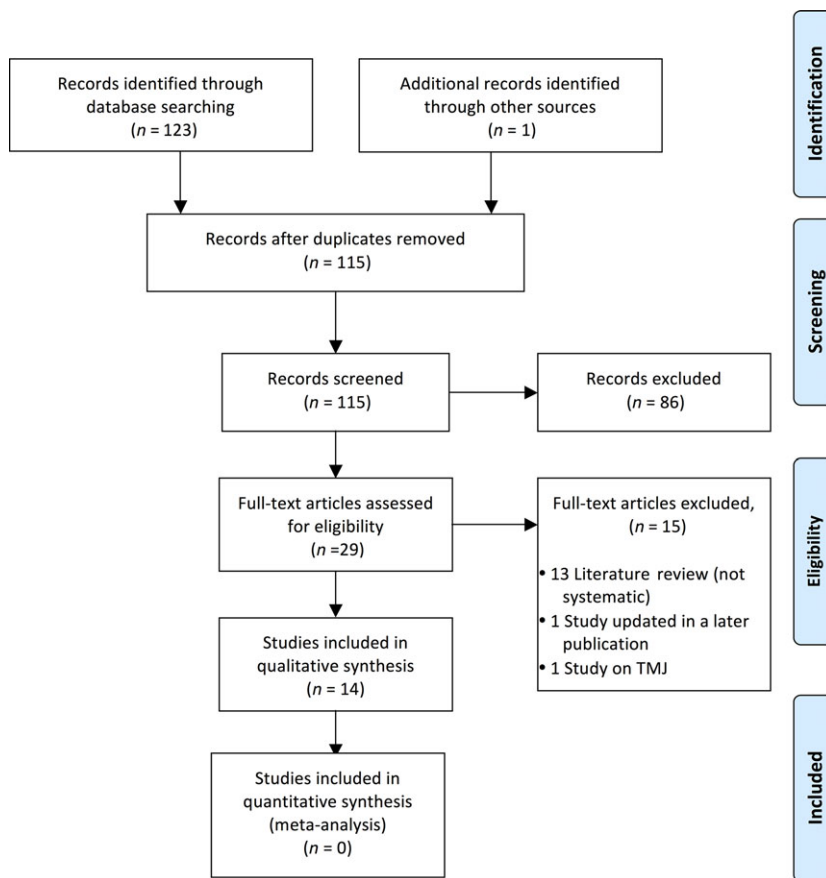 Records identified through
database searching
(n = 123)
Additional records identified
through other sources
(n = 1)
Identification
Records after duplicates removed
(n = 115)
Screening
Records screened
(n = 115)
Records excluded
(n = 86)
Full-text articles assessed
for eligibility
(n =29)
Full-text articles excluded,
(n = 15)
• 13 Literature review (not
systematic)
• 1 Study updated in a later
publication
• 1 Study on TMJ
Eligibility
Studies included in
qualitative synthesis
(n = 14)
Studies included in
quantitative synthesis
(meta-analysis)
(n = 0)
Included